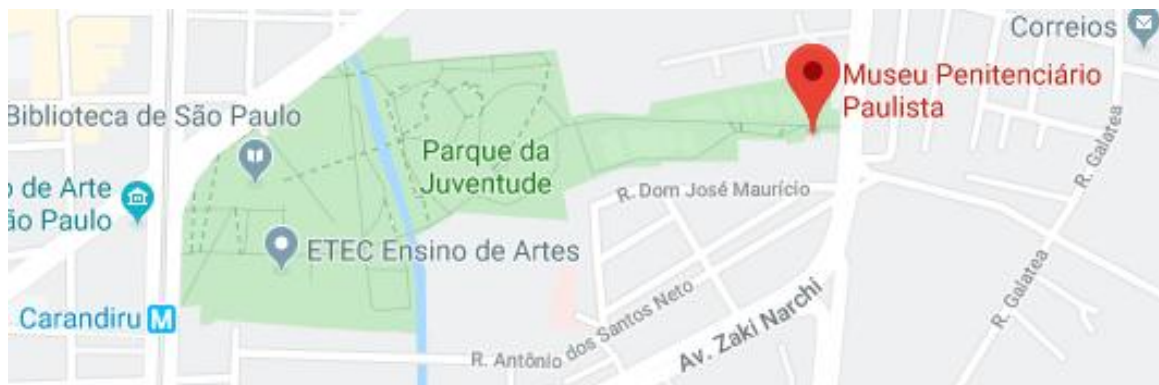 Correios
Museu Penitenciário
Paulista
Biblioteca de São Paulo
Parque da
Juventude
R. Galatea
R. Dom José Maurício
o de Arte
ão Paulo
ETEC Ensino de Artes
R. Galatea
Carandiru M
Av. Zaki Narchi
R. Antônio dos Santos Neto